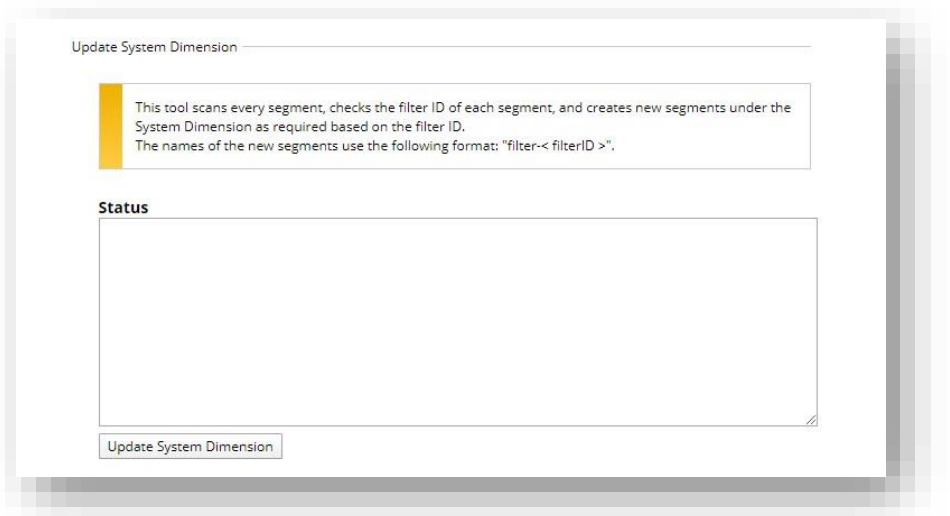 Update System Dimension
This tool scans every segment, checks the filter ID of each segment, and creates new segments under the
System Dimension as required based on the filter ID.
The names of the new segments use the following format: "filter-< filterID >".
Status
Update System Dimension